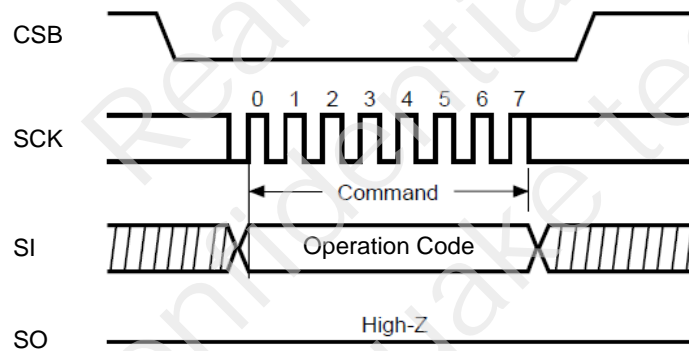 CSB
0 1 2 3 4 5 6 7
SCK
Command
SI
Operation Code
High-Z
SO